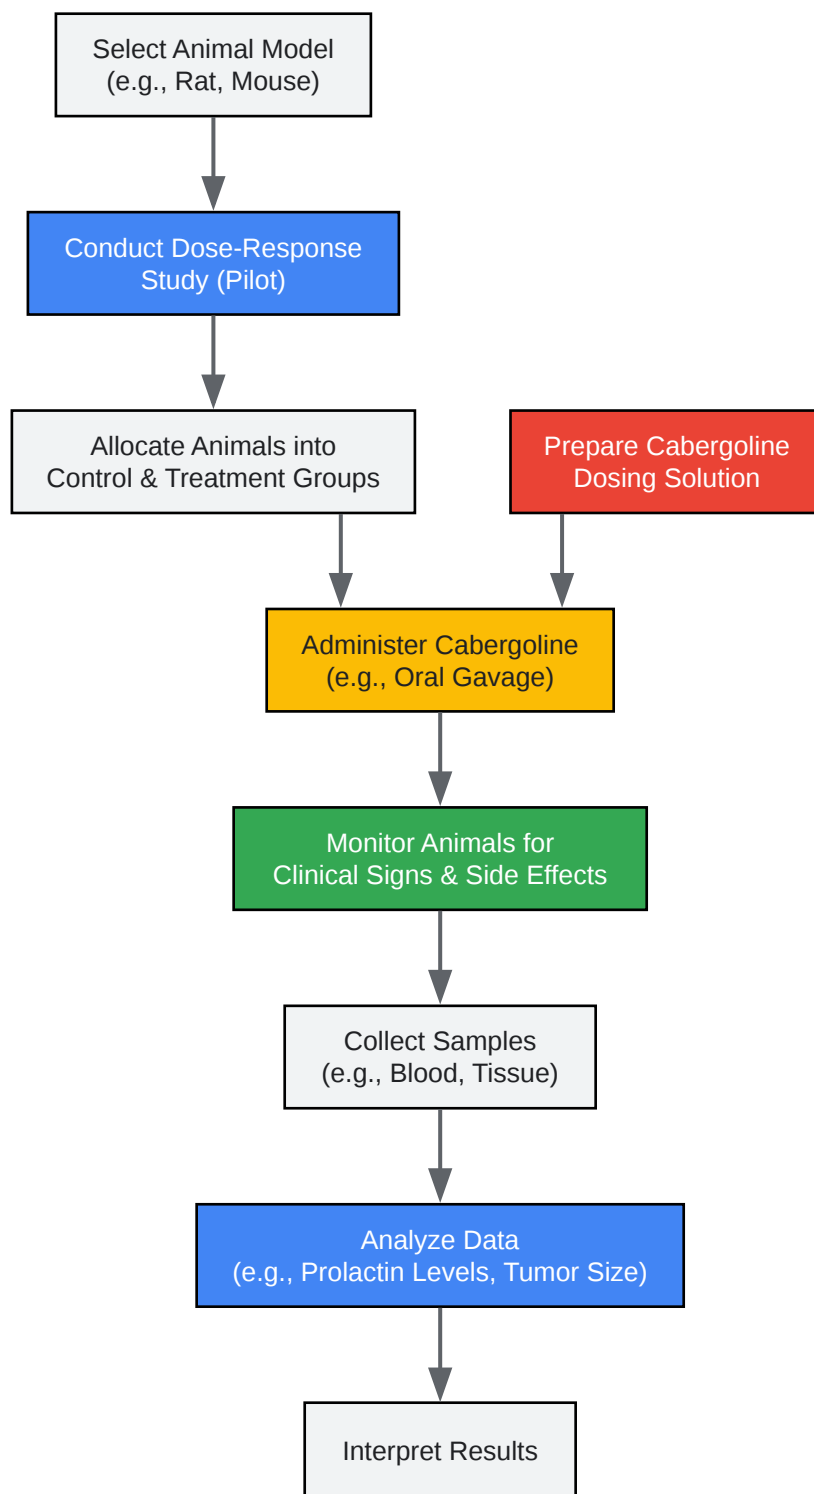 Select Animal Model
(e.g., Rat, Mouse)
Conduct Dose-Response
Study (Pilot)
Allocate Animals into
Control & Treatment Groups
Prepare Cabergoline
Dosing Solution
Administer Cabergoline
(e.g., Oral Gavage)
Monitor Animals for
Clinical Signs & Side Effects
Collect Samples
(e.g., Blood, Tissue)
Analyze Data
(e.g., Prolactin Levels, Tumor Size)
Interpret Results